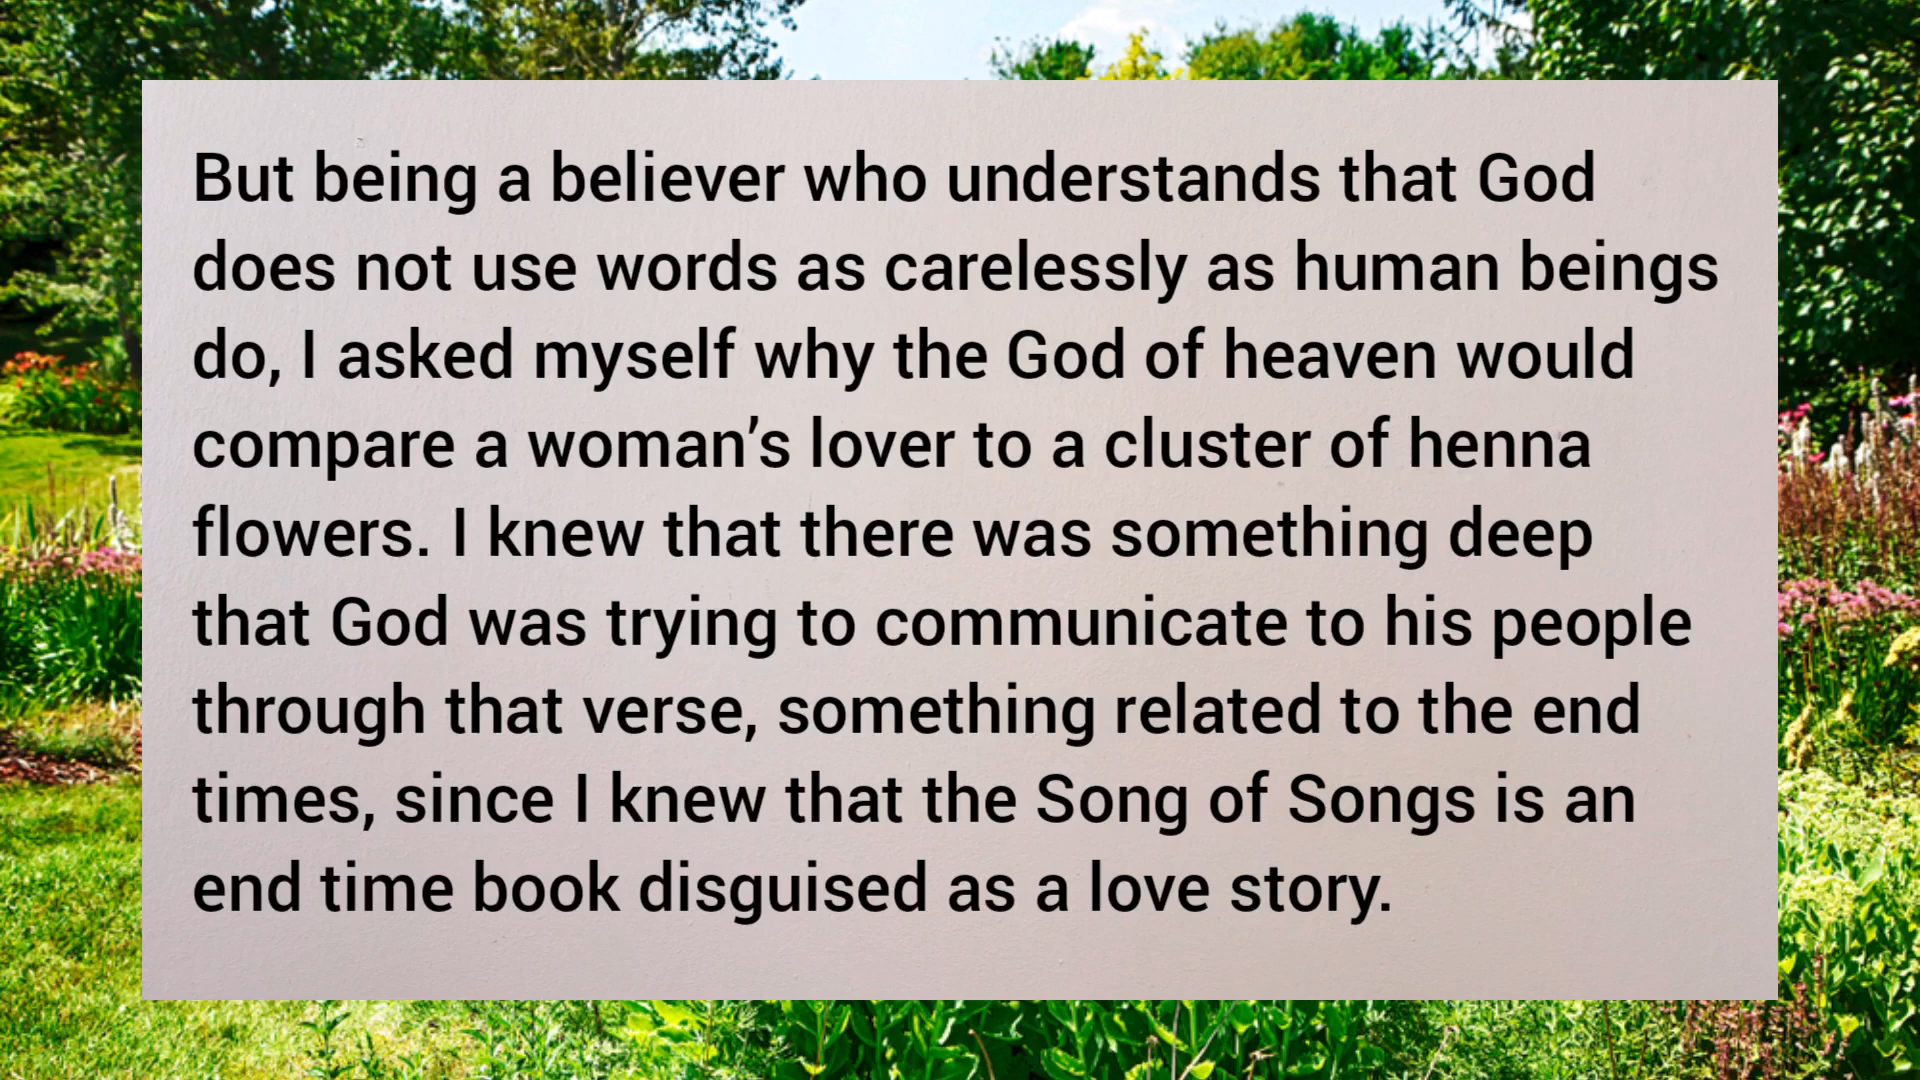 But being a believer who understands that God
does not use words as carelessly as human beings
do, I asked myself why the God of heaven would
compare a woman’s lover to a cluster of henna
flowers. I knew that there was something deep
that God was trying to communicate to his people
through that verse, something related to the end
times, since I knew that the Song of Songs is an
end time book disguised as a love story.